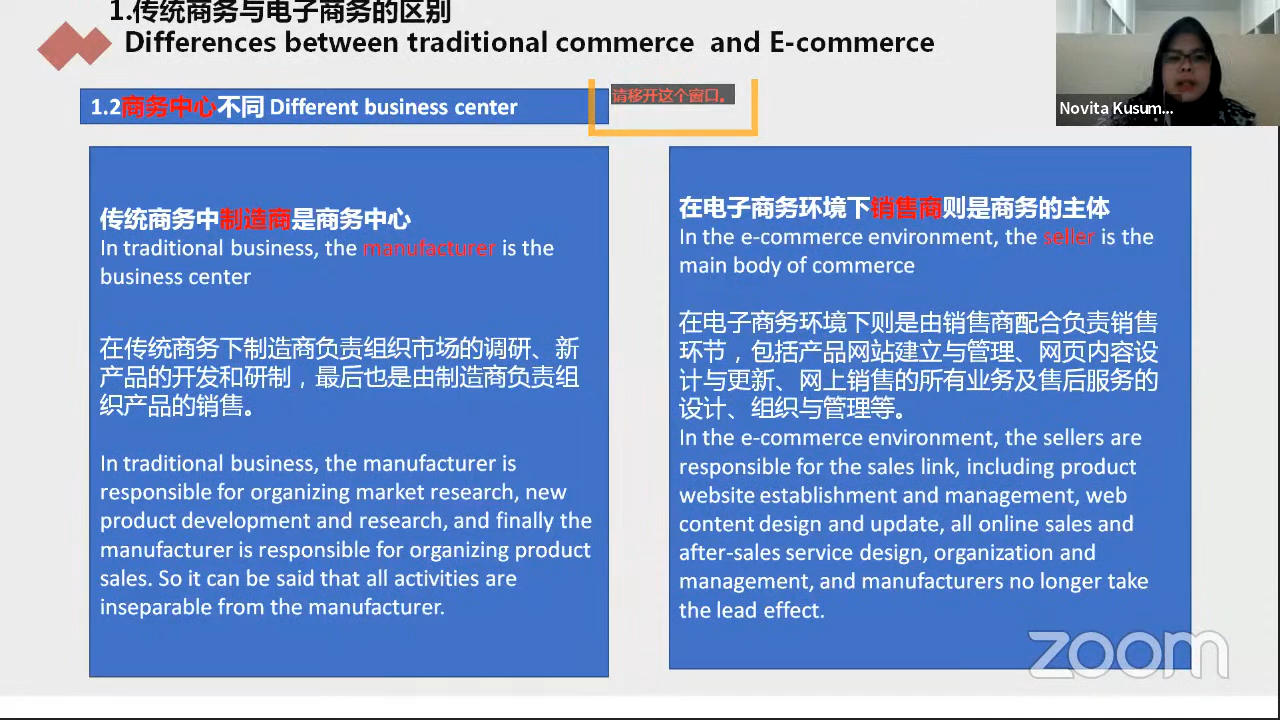 1.传统商务与电子商务的区别
Differences between traditional commerce and E-commerce
1.2商务中心不同 Different business center
请移开这个窗口。
Novita Kusum...
传统商务中制造商是商务中心
In traditional business, the manufacturer is the
business center
在传统商务下制造商负责组织市场的调研、新
产品的开发和研制，最后也是由制造商负责组
织产品的销售。
In traditional business, the manufacturer is
responsible for organizing market research, new
product development and research, and finally the
manufacturer is responsible for organizing product
sales. So it can be said that all activities are
inseparable from the manufacturer.
在电子商务环境下销售商则是商务的主体
In the e-commerce environment, the seller is the
main body of commerce
在电子商务环境下则是由销售商配合负责销售
环节，包括产品网站建立与管理、网页内容设
计与更新、网上销售的所有业务及售后服务的
设计、组织与管理等。
In the e-commerce environment, the sellers are
responsible for the sales link, including product
website establishment and management, web
content design and update, all online sales and
after-sales service design, organization and
management, and manufacturers no longer take
the lead effect.
zoom